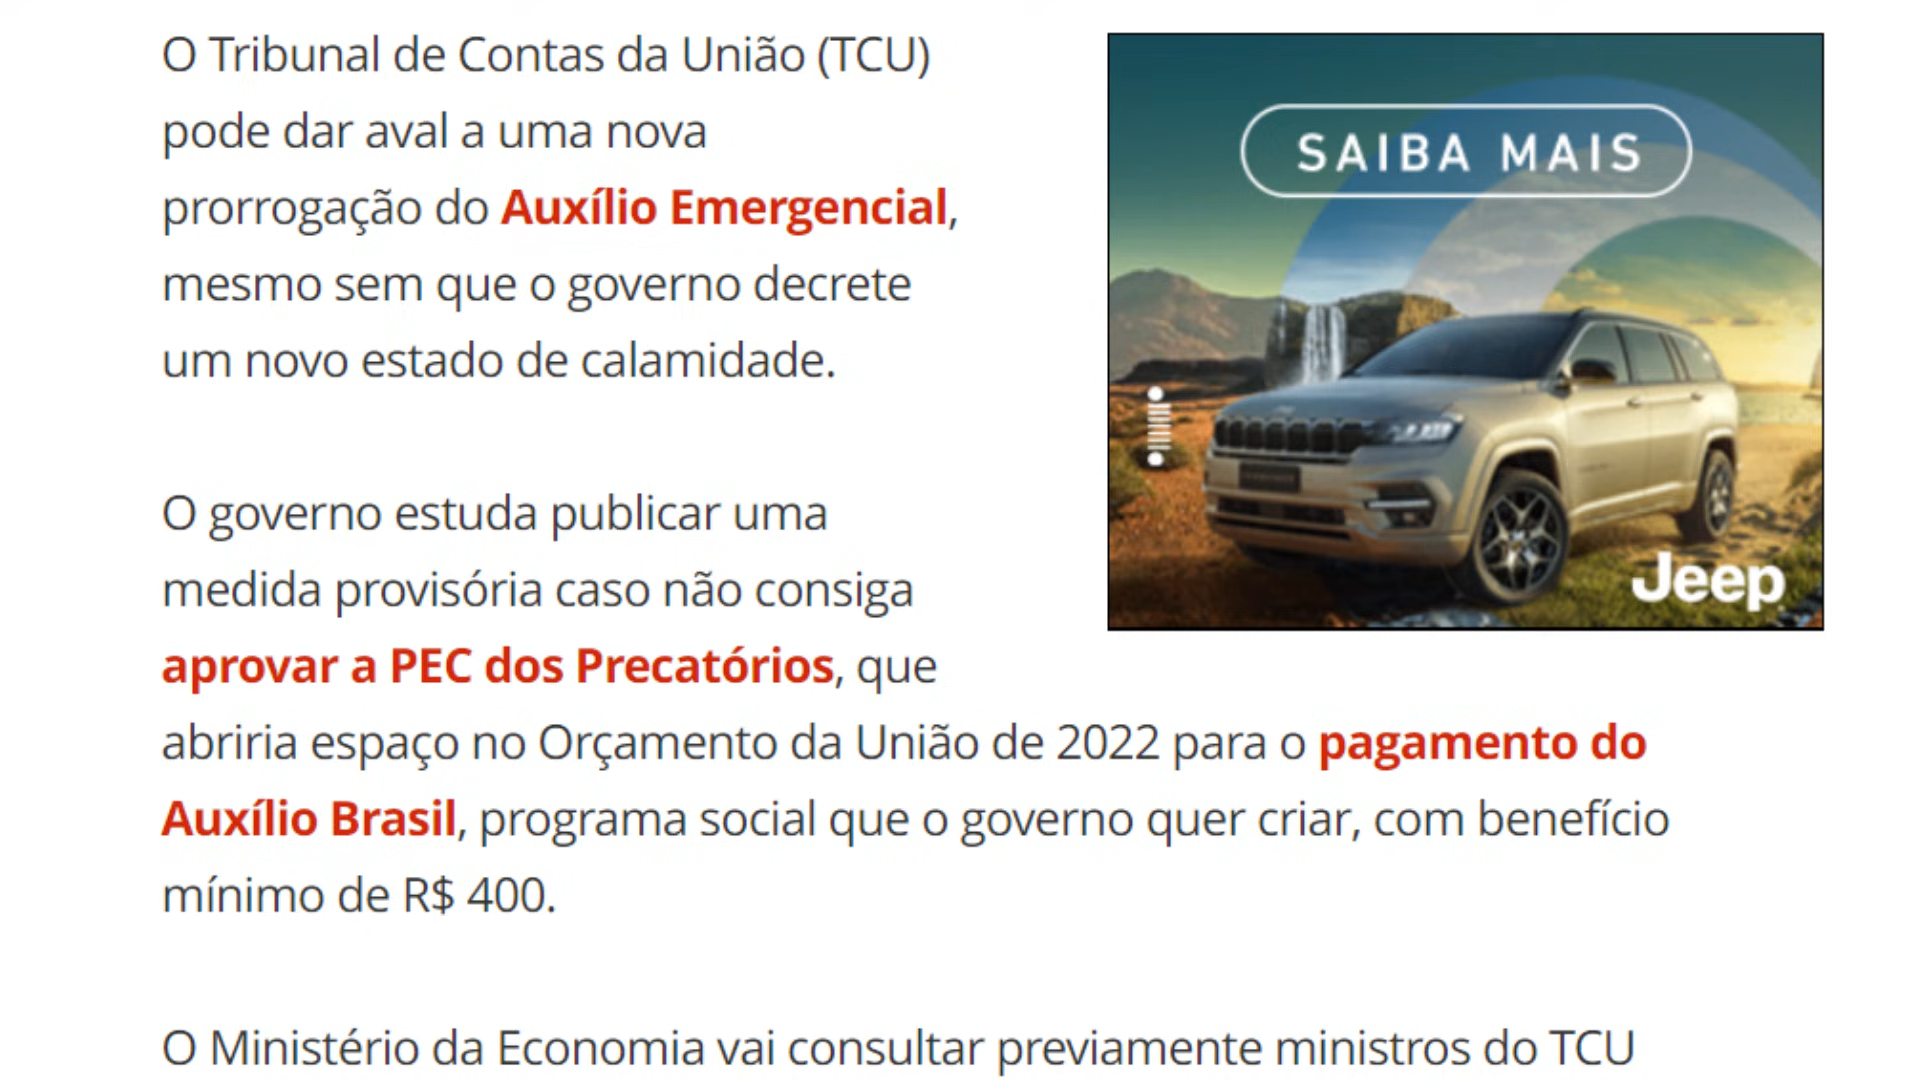 O Tribunal de Contas da União (TCU)
pode dar aval a uma nova
prorrogação do Auxílio Emergencial,
mesmo sem que o governo decrete
um novo estado de calamidade.
O governo estuda publicar uma
medida provisória caso não consiga
aprovar a PEC dos Precatórios, que
abriria espaço no Orçamento da União de 2022 para o pagamento do
Auxílio Brasil, programa social que o governo quer criar, com benefício
mínimo de R$ 400.
O Ministério da Economia vai consultar previamente ministros do TCU
SAIBA MAIS
Jeep